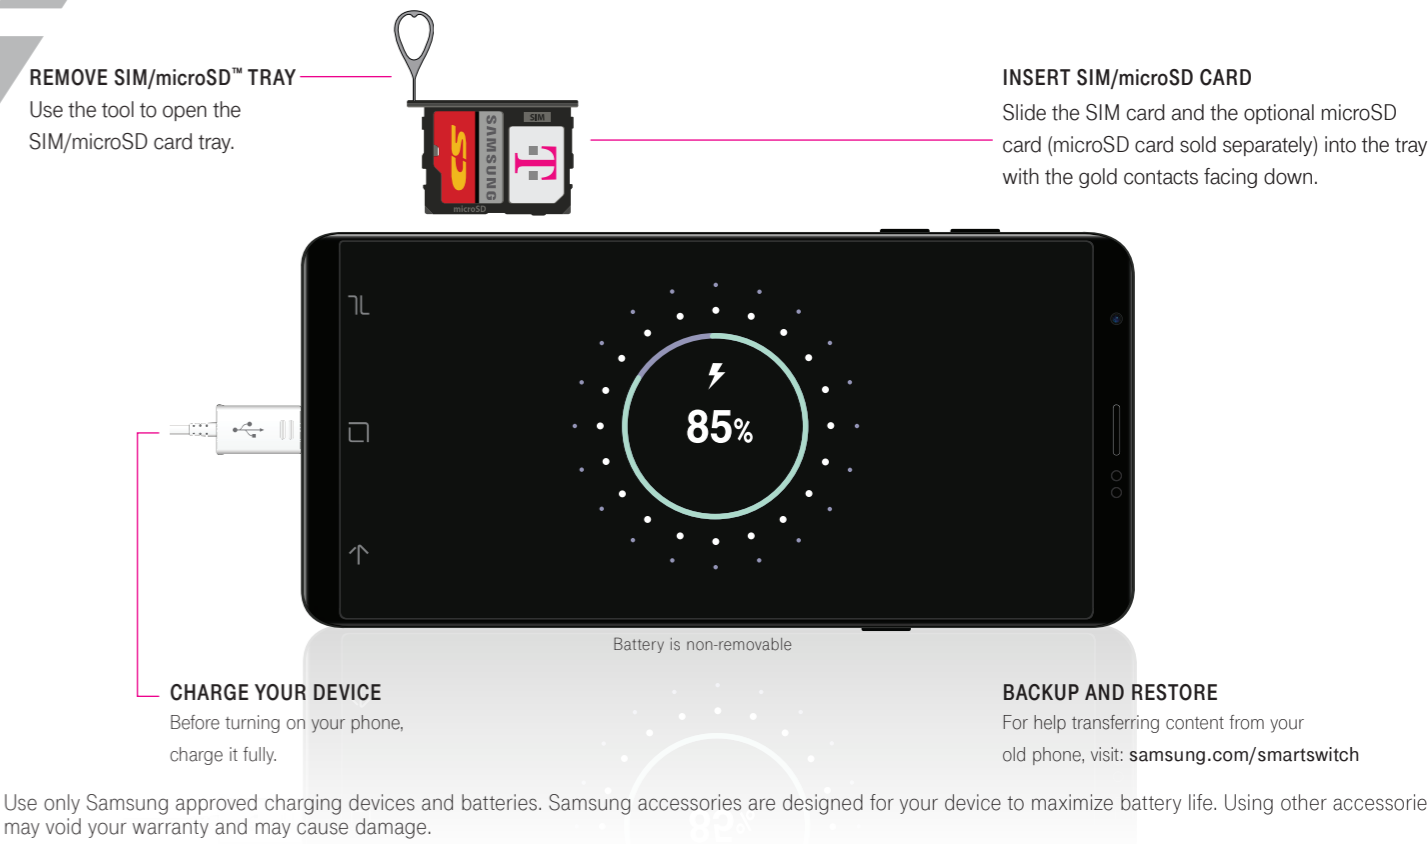 REMOVE SIM/microSD™ TRAY
Use the tool to open the
SIM/microSD card tray.
SIM
SAMSUNG
T
microSD
INSERT SIM/microSD CARD
Slide the SIM card and the optional microSD
card (microSD card sold separately) into the tray
with the gold contacts facing down.
85%
Battery is non-removable
CHARGE YOUR DEVICE
Before turning on your phone,
charge it fully.
BACKUP AND RESTORE
For help transferring content from your
old phone, visit: samsung.com/smartswitch
Use only Samsung approved charging devices and batteries. Samsung accessories are designed for your device to maximize battery life. Using other accessorie
may void your warranty and may cause damage.
85%